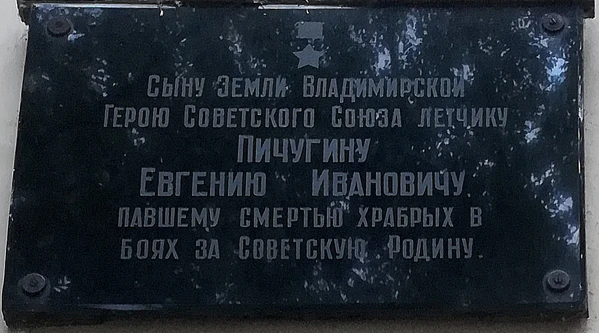 Сыну Земли Владимирской
Герою Советского Союза летчику
Пичугину
Евгению Ивановичу
павшему смертью храбрых в
боях за Советскую Родину.